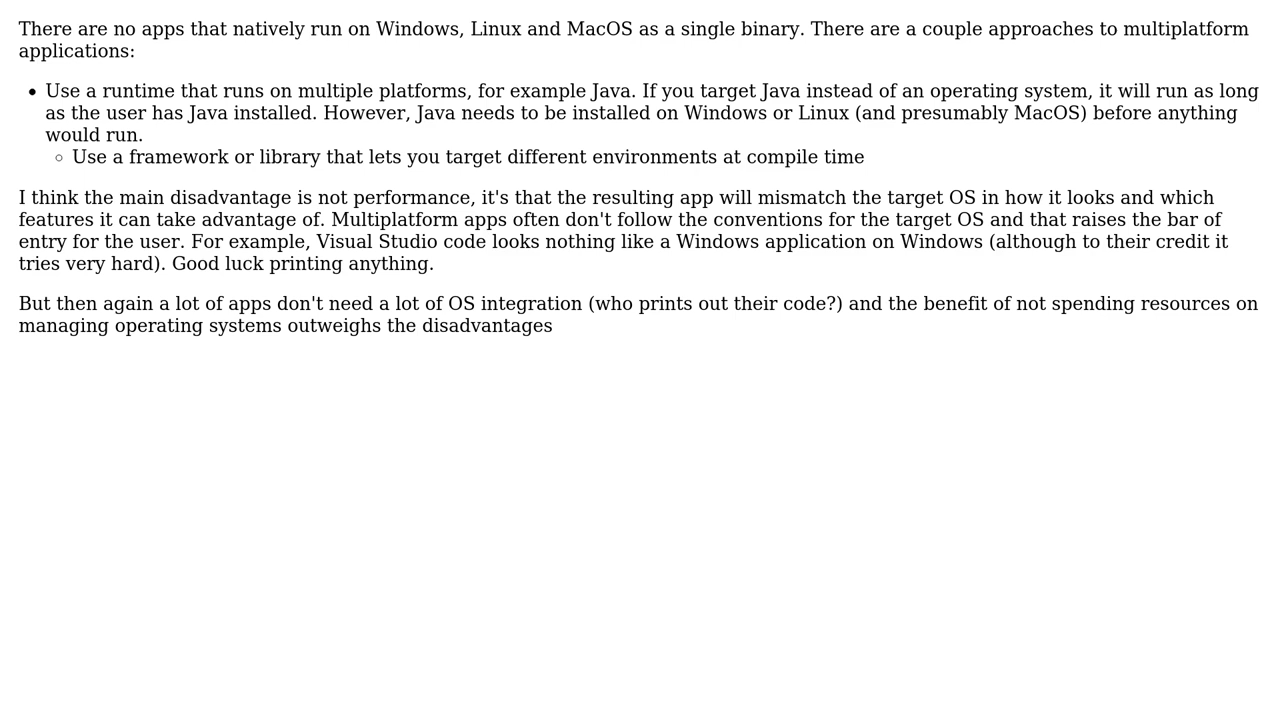 There are no apps that natively run on Windows, Linux and MacOS as a single binary. There are a couple approaches to multiplatform
applications:
Use a runtime that runs on multiple platforms, for example Java. If you target Java instead of an operating system, it will run as long
as the user has Java installed. However, Java needs to be installed on Windows or Linux (and presumably MacOS) before anything
would run.
Use a framework or library that lets you target different environments at compile time
I think the main disadvantage is not performance, it's that the resulting app will mismatch the target OS in how it looks and which
features it can take advantage of. Multiplatform apps often don't follow the conventions for the target OS and that raises the bar of
entry for the user. For example, Visual Studio code looks nothing like a Windows application on Windows (although to their credit it
tries very hard). Good luck printing anything.
But then again a lot of apps don't need a lot of OS integration (who prints out their code?) and the benefit of not spending resources on
managing operating systems outweighs the disadvantages